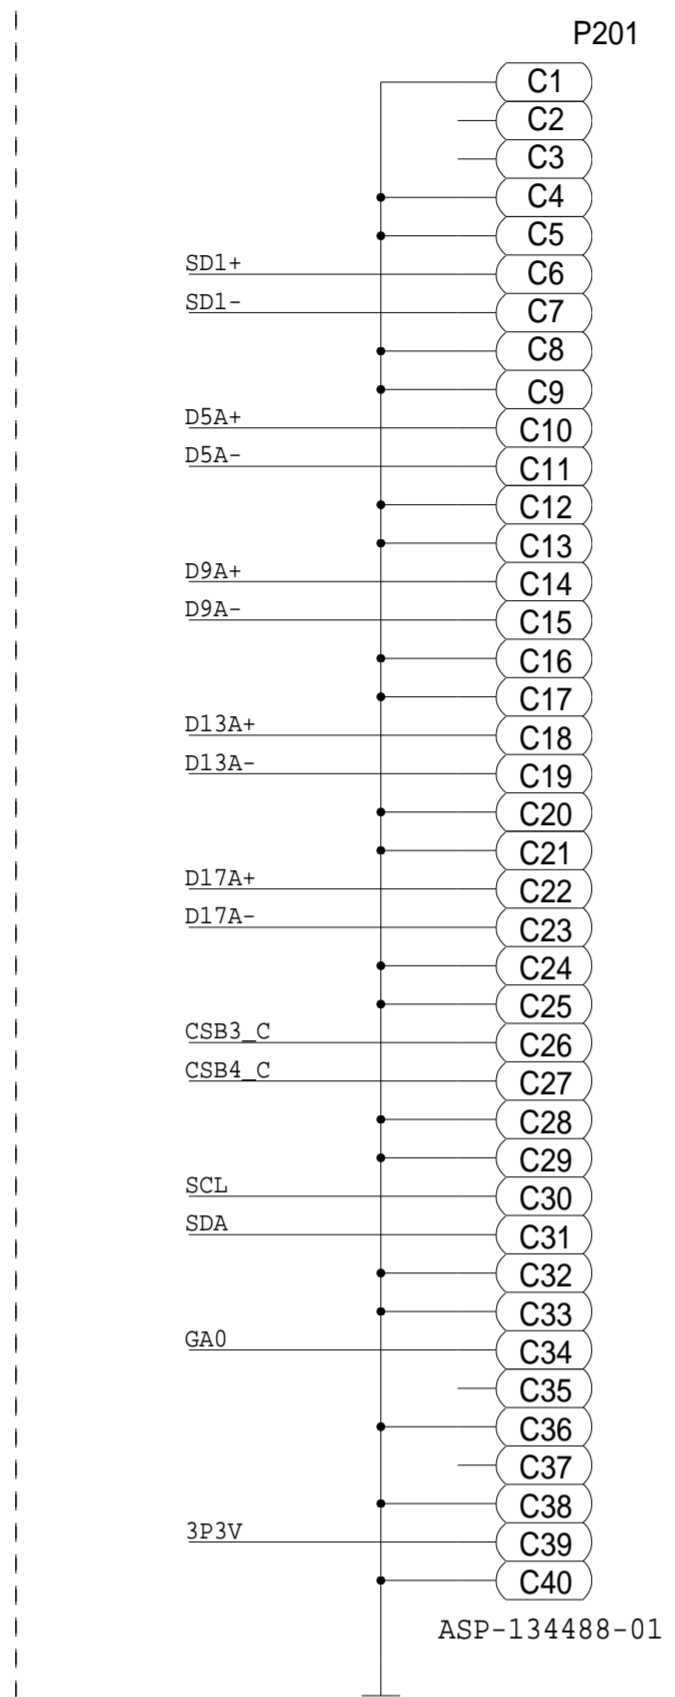 P201
C1
C2
C3
C4
C5
SD1+ C6
SD1- C7
C8
C9
D5A+ C10
D5A- C11
C12
C13
D9A+ C14
D9A- C15
C16
C17
D13A+ C18
D13A- C19
C20
C21
D17A+ C22
D17A- C23
C24
C25
CSB3_C C26
CSB4_C C27
C28
C29
SCL C30
SDA C31
C32
C33
GA0 C34
C35
C36
C37
C38
3P3V C39
C40
ASP-134488-01